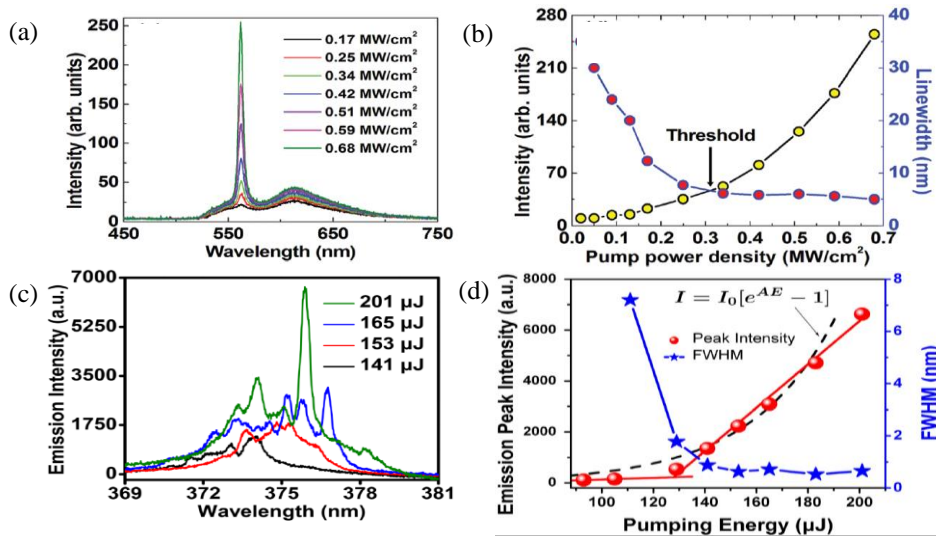 (a)
280
240
200
150
100
50
0
450
550
650
750
Intensity (arb. units)
Wavelength (nm)
0.17 MW/cm²
0.25 MW/cm²
0.34 MW/cm²
0.42 MW/cm²
0.51 MW/cm²
0.59 MW/cm²
0.68 MW/cm²
(b)
280
210
140
70
0
40
30
20
10
0
0.0 0.1 0.2 0.3 0.4 0.5 0.6 0.7
Intensity (arb. units)
Linewidth (nm)
Threshold
Pump power density (MW/cm²)
(c)
7000
5250
3500
1750
0
369 372 375 378 381
Emission Intensity (a.u.)
Wavelength (nm)
201 µJ
165 µJ
153 µJ
141 µJ
(d)
8000
6000
4000
2000
0
8
6
4
2
0
100 120 140 160 180 200
Emission Peak Intensity (a.u.)
FWHM (nm)
I = I₀[e^{AE} − 1]
Peak Intensity
FWHM
Pumping Energy (µJ)